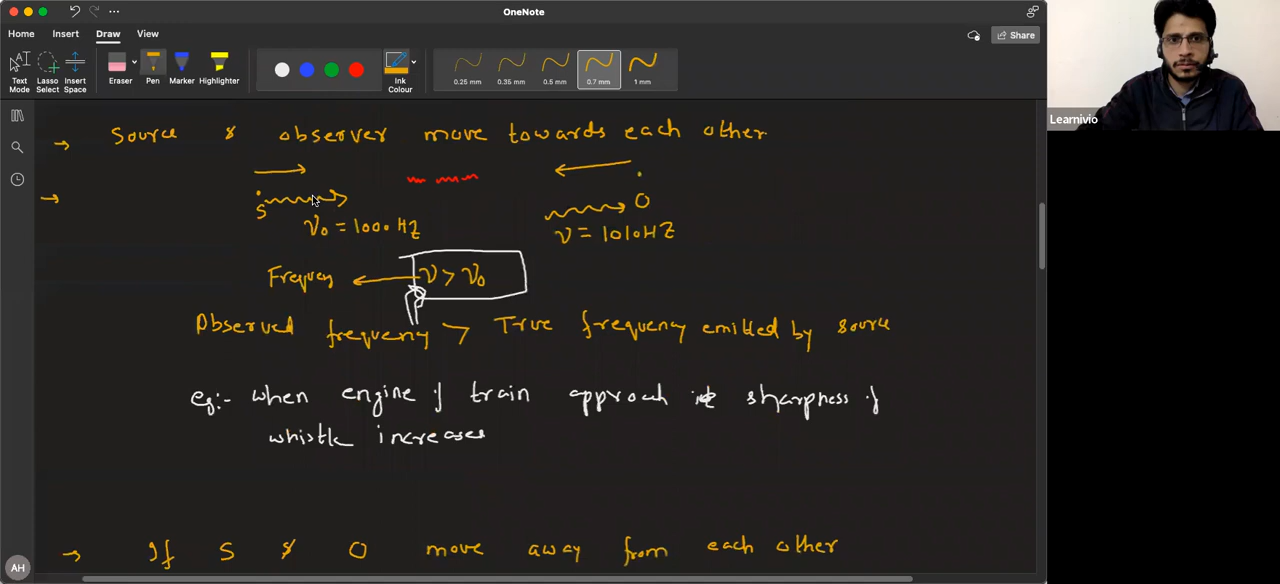 OneNote
Home Insert Draw View
Share
Text Mode
Lasso Select
Insert Space
Eraser
Pen
Marker
Highlighter
Ink Colour
0.25 mm
0.35 mm
0.5 mm
0.7 mm
1 mm
Learnivio
→ Source & observer move towards each other
→
S
O
ν₀ = 1000 HZ
ν = 1010 HZ
Frequen ← ν > ν₀
Observed frequency > True frequency emitted by source
eg:- when engine of train approach sharpness of
whistle increases
→ If S & O move away from each other
AH